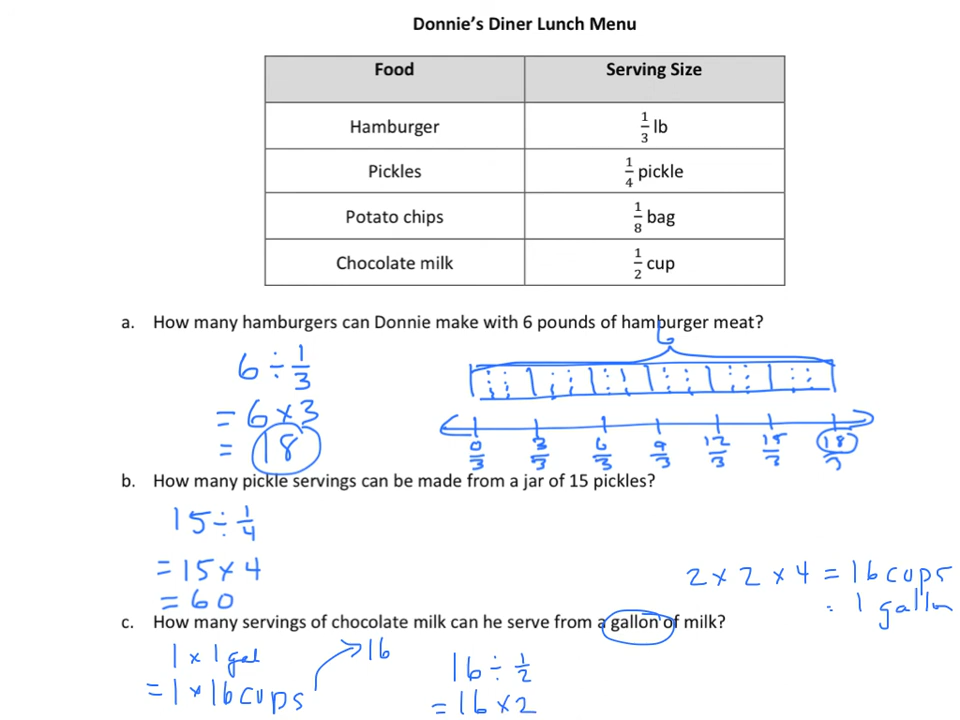 Donnie's Diner Lunch Menu
Food Serving Size
Hamburger 1/3 lb
Pickles 1/4 pickle
Potato chips 1/8 bag
Chocolate milk 1/2 cup
a. How many hamburgers can Donnie make with 6 pounds of hamburger meat?
6 ÷ 1/3
= 6 × 3
= 18
6
0/3 3/3 6/3 9/3 12/3 15/3 18/3
b. How many pickle servings can be made from a jar of 15 pickles?
15 ÷ 1/4
= 15 × 4
= 60
2 × 2 × 4 = 16 cups
= 1 gallon
c. How many servings of chocolate milk can he serve from a gallon of milk?
1 × 1 gal
= 1 × 16 cups
16
16 ÷ 1/2
= 16 × 2